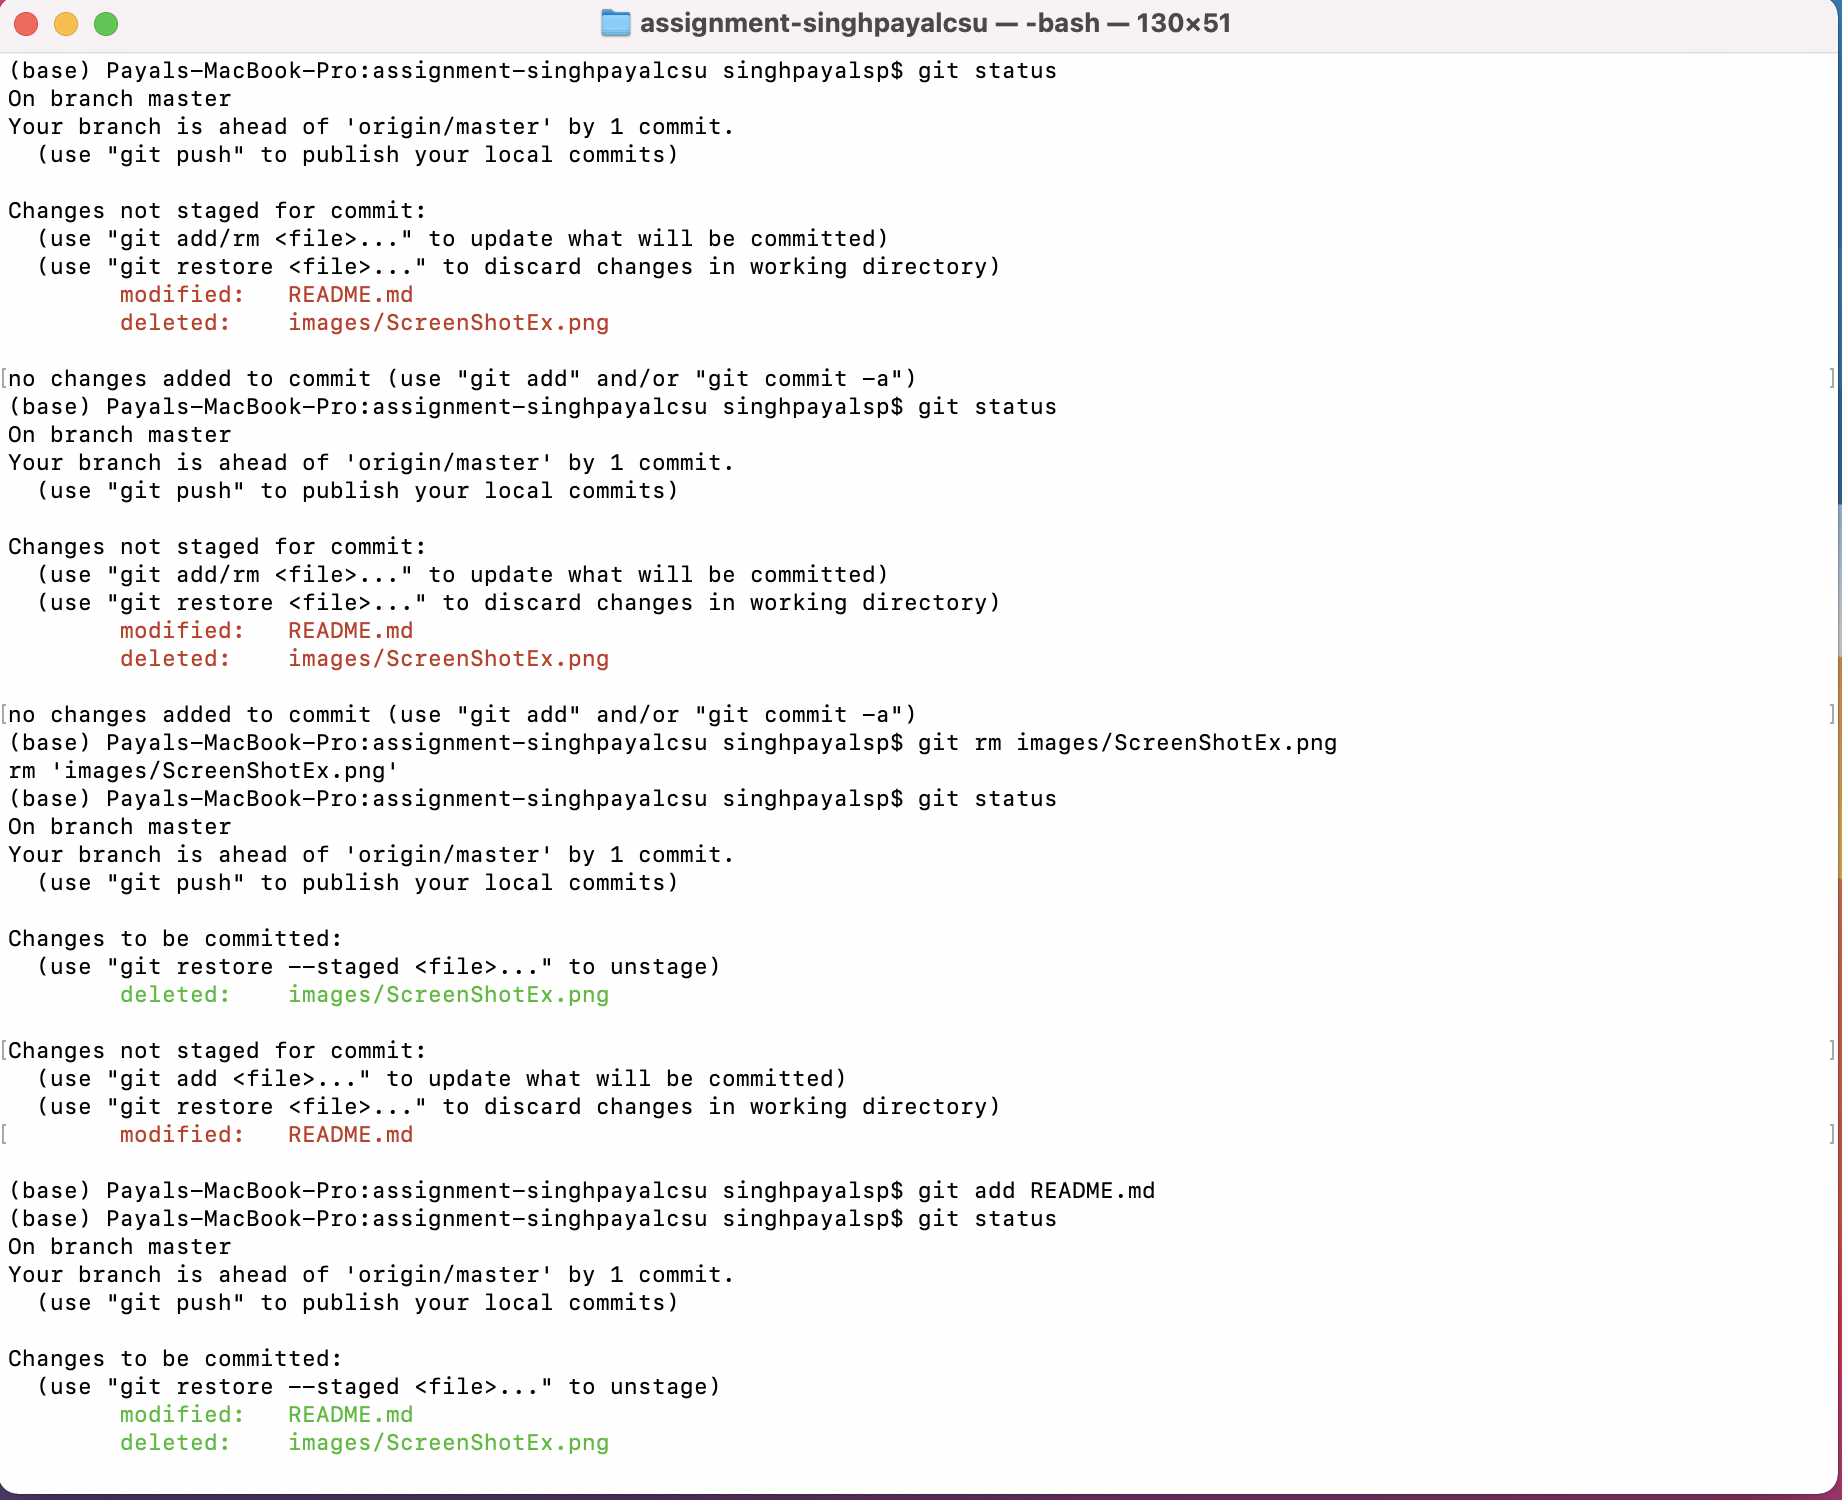 assignment-singhpayalcsu — -bash — 130×51
(base) Payals-MacBook-Pro:assignment-singhpayalcsu singhpayalsp$ git status
On branch master
Your branch is ahead of 'origin/master' by 1 commit.
  (use "git push" to publish your local commits)

Changes not staged for commit:
  (use "git add/rm <file>..." to update what will be committed)
  (use "git restore <file>..." to discard changes in working directory)
        modified:   README.md
        deleted:    images/ScreenShotEx.png

[no changes added to commit (use "git add" and/or "git commit -a") ]
(base) Payals-MacBook-Pro:assignment-singhpayalcsu singhpayalsp$ git status
On branch master
Your branch is ahead of 'origin/master' by 1 commit.
  (use "git push" to publish your local commits)

Changes not staged for commit:
  (use "git add/rm <file>..." to update what will be committed)
  (use "git restore <file>..." to discard changes in working directory)
        modified:   README.md
        deleted:    images/ScreenShotEx.png

[no changes added to commit (use "git add" and/or "git commit -a") ]
(base) Payals-MacBook-Pro:assignment-singhpayalcsu singhpayalsp$ git rm images/ScreenShotEx.png
rm 'images/ScreenShotEx.png'
(base) Payals-MacBook-Pro:assignment-singhpayalcsu singhpayalsp$ git status
On branch master
Your branch is ahead of 'origin/master' by 1 commit.
  (use "git push" to publish your local commits)

Changes to be committed:
  (use "git restore --staged <file>..." to unstage)
        deleted:    images/ScreenShotEx.png

[Changes not staged for commit: ]
  (use "git add <file>..." to update what will be committed)
  (use "git restore <file>..." to discard changes in working directory)
[       modified:   README.md ]

(base) Payals-MacBook-Pro:assignment-singhpayalcsu singhpayalsp$ git add README.md
(base) Payals-MacBook-Pro:assignment-singhpayalcsu singhpayalsp$ git status
On branch master
Your branch is ahead of 'origin/master' by 1 commit.
  (use "git push" to publish your local commits)

Changes to be committed:
  (use "git restore --staged <file>..." to unstage)
        modified:   README.md
        deleted:    images/ScreenShotEx.png